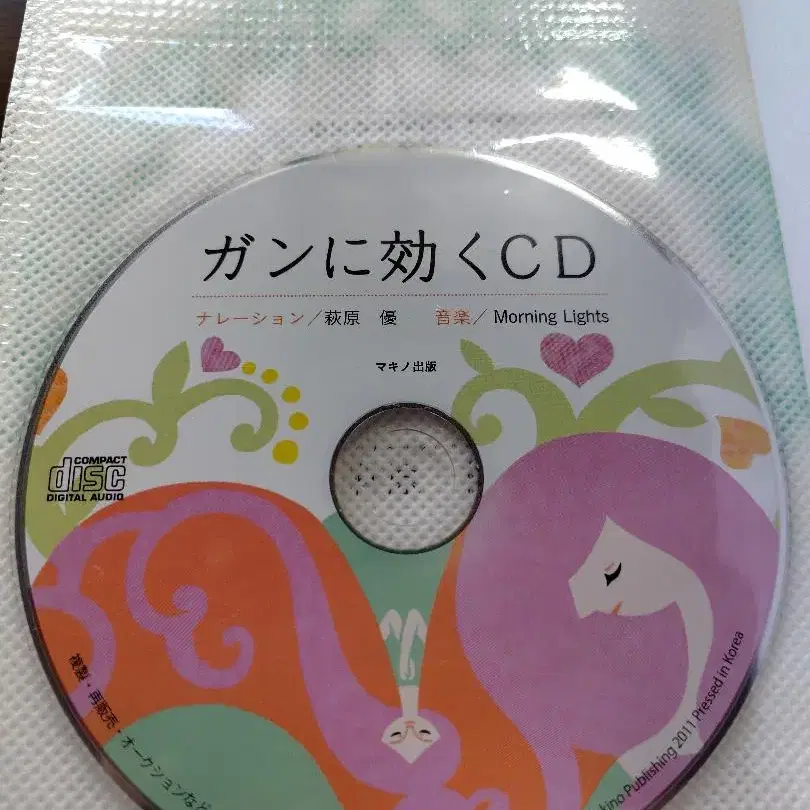 ガンに効くCD
ナレーション／萩原 優 音楽／Morning Lights
マキノ出版
COMPACT
disc
DIGITAL AUDIO
複製・再販売・オークションなど
Publishing 2011 Pressed in Korea